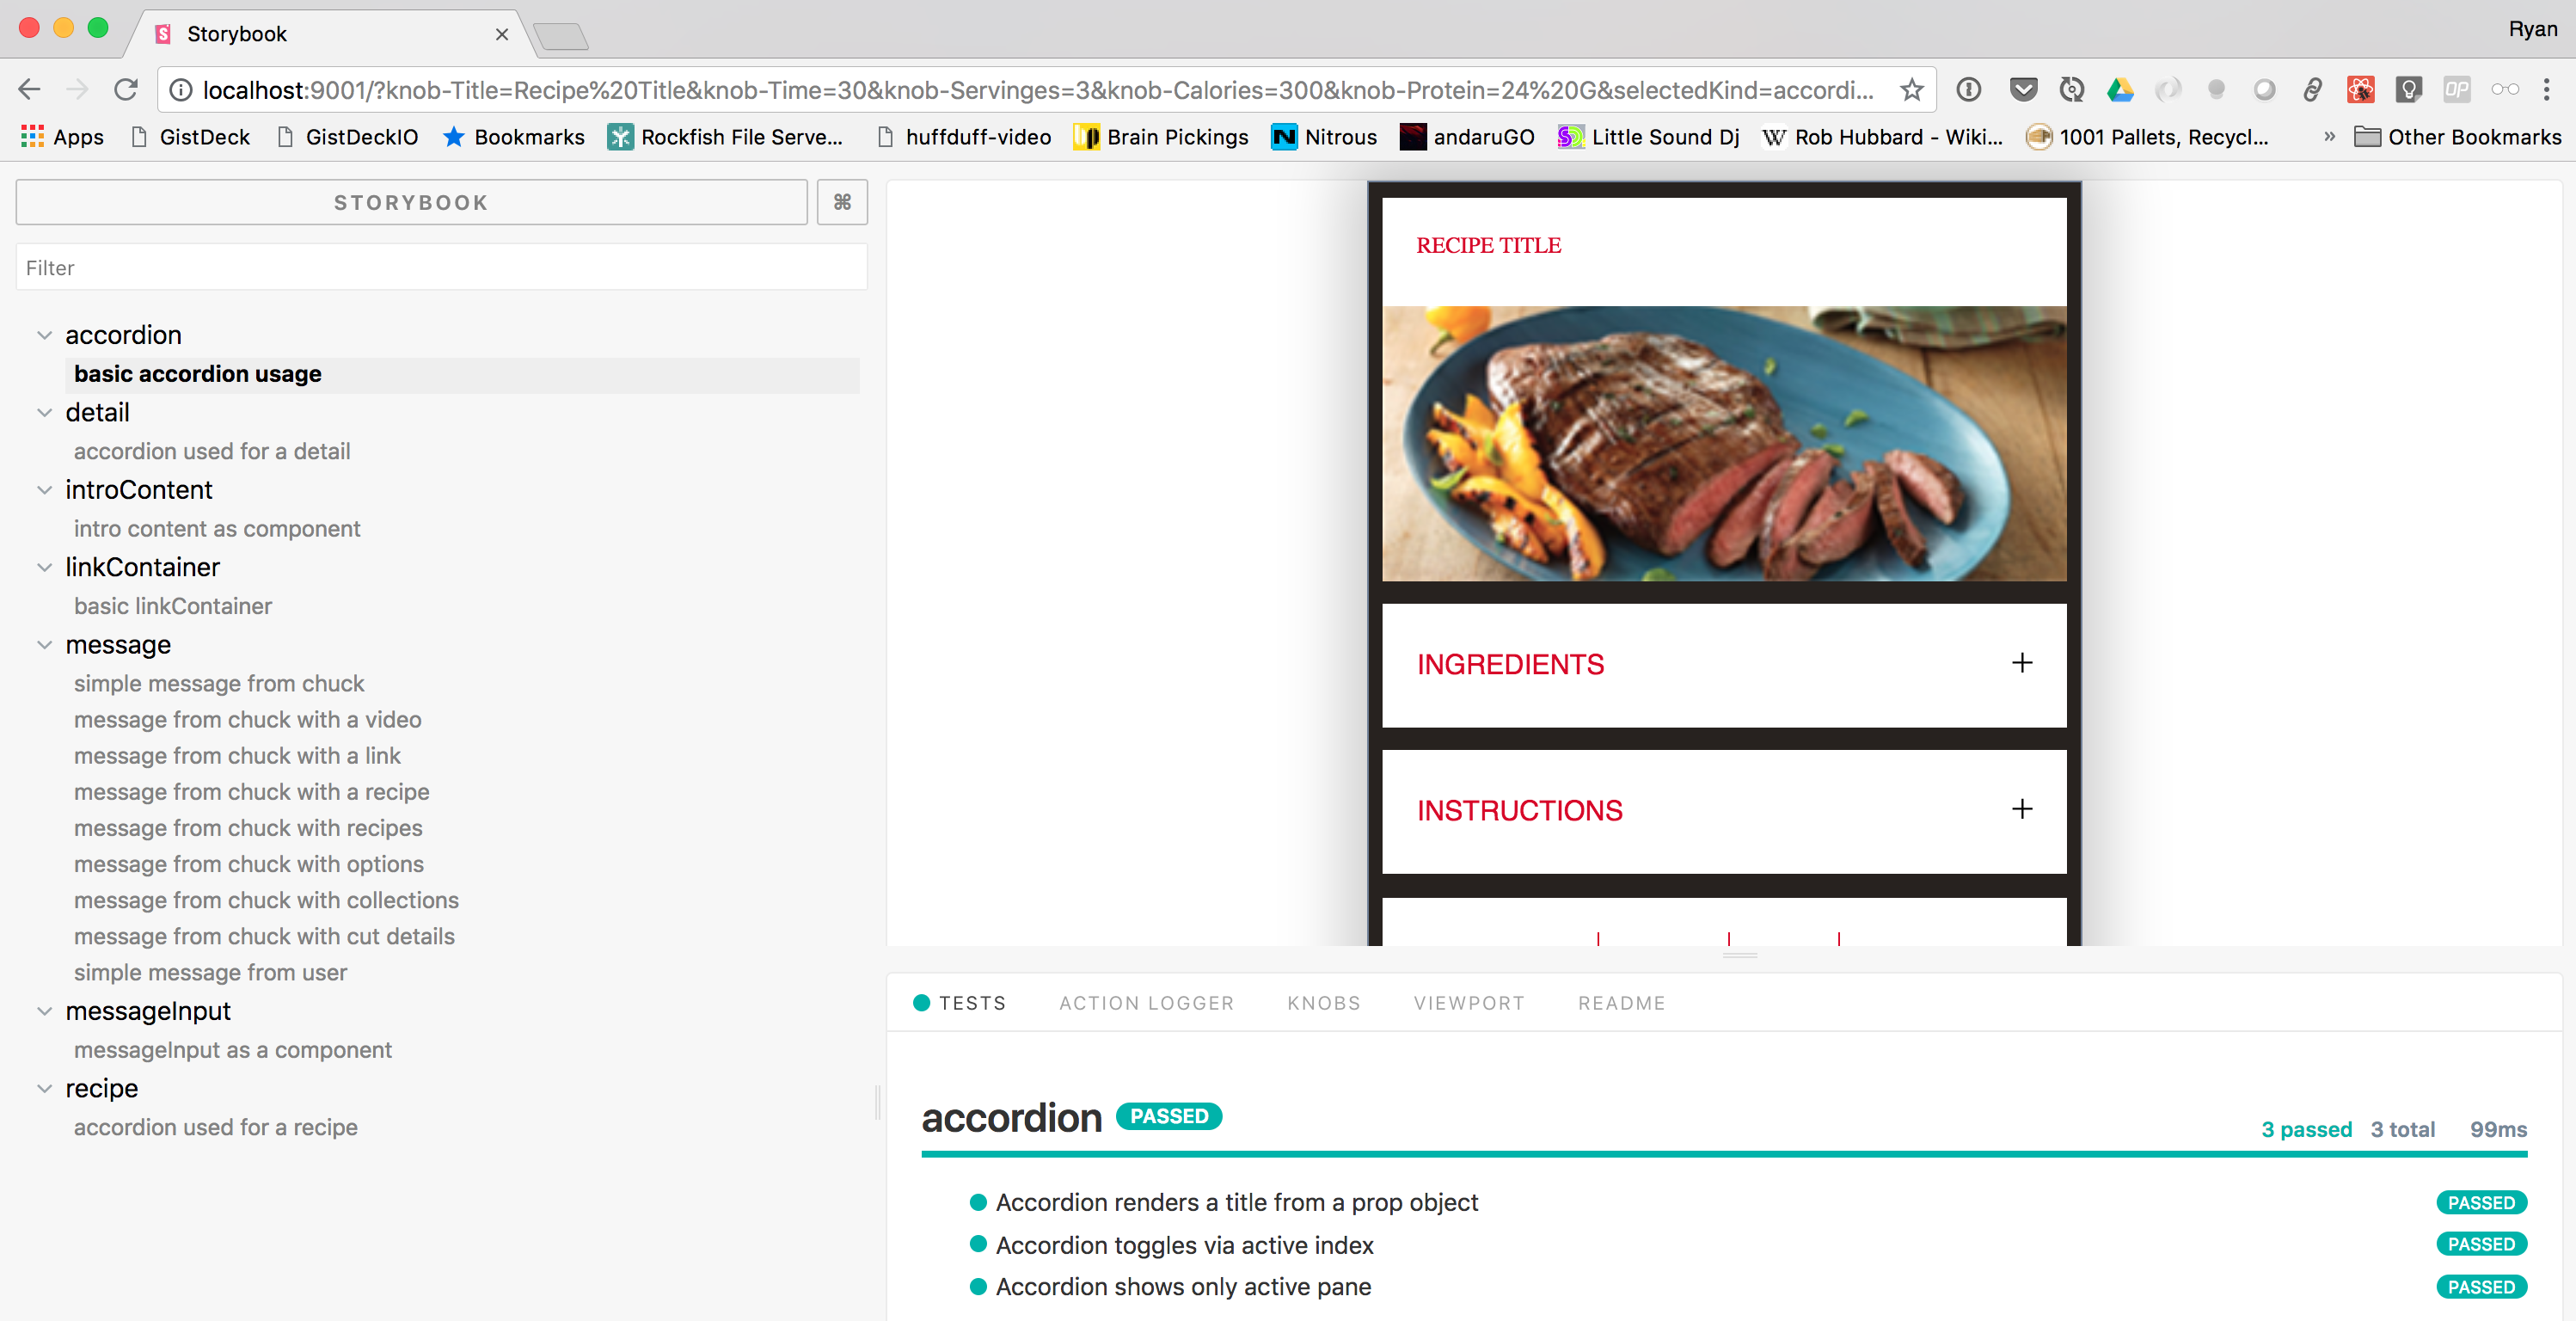 Storybook
Ryan
localhost:9001/?knob-Title=Recipe%20Title&knob-Time=30&knob-Servinges=3&knob-Calories=300&knob-Protein=24%20G&selectedKind=accordi...
Apps GistDeck GistDeckIO Bookmarks Rockfish File Serve... huffduff-video Brain Pickings Nitrous andaruGO Little Sound Dj Rob Hubbard - Wiki... 1001 Pallets, Recycl... » Other Bookmarks
STORYBOOK ⌘
Filter
accordion
basic accordion usage
detail
accordion used for a detail
introContent
intro content as component
linkContainer
basic linkContainer
message
simple message from chuck
message from chuck with a video
message from chuck with a link
message from chuck with a recipe
message from chuck with recipes
message from chuck with options
message from chuck with collections
message from chuck with cut details
simple message from user
messageInput
messageInput as a component
recipe
accordion used for a recipe
RECIPE TITLE
INGREDIENTS +
INSTRUCTIONS +
TESTS ACTION LOGGER KNOBS VIEWPORT README
accordion PASSED
3 passed 3 total 99ms
Accordion renders a title from a prop object PASSED
Accordion toggles via active index PASSED
Accordion shows only active pane PASSED